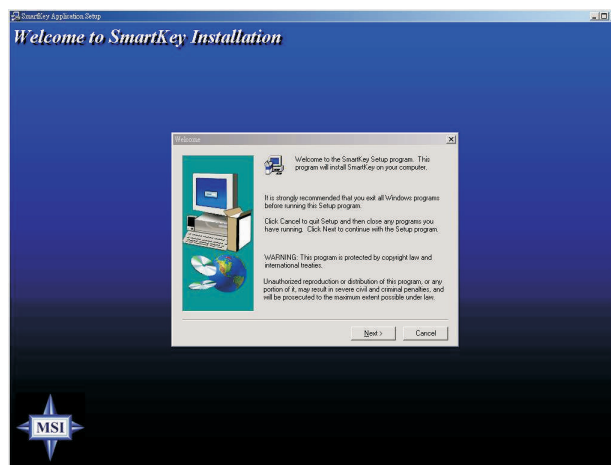 SmartKey Application Setup
Welcome to SmartKey Installation
Welcome
Welcome to the SmartKey Setup program. This
program will install SmartKey on your computer.
It is strongly recommended that you exit all Windows programs
before running this Setup program.
Click Cancel to quit Setup and then close any programs you
have running. Click Next to continue with the Setup program.
WARNING: This program is protected by copyright law and
international treaties.
Unauthorized reproduction or distribution of this program, or any
portion of it, may result in severe civil and criminal penalties, and
will be prosecuted to the maximum extent possible under law.
Next >
Cancel
MSI